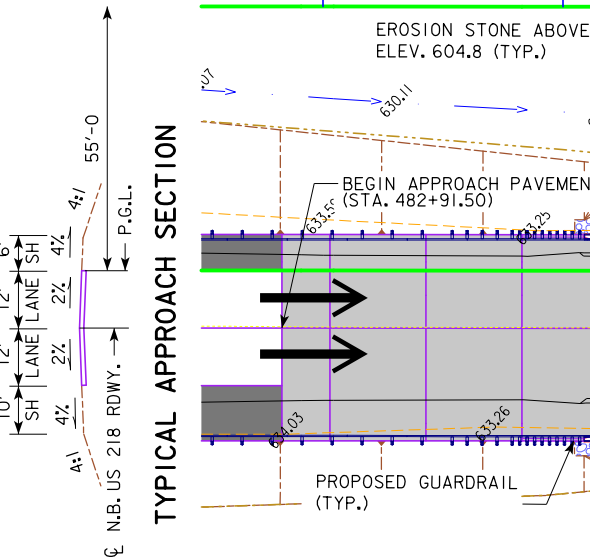 EROSION STONE ABOVE
ELEV. 604.8 (TYP.)
630.11
BEGIN APPROACH PAVEMEN
(STA. 482+91.50)
633.25
634.03
633.26
PROPOSED GUARDRAIL
(TYP.)
TYPICAL APPROACH SECTION
55'-0
P.G.L.
℄ N.B. US 218 RDWY.
4:1
4%
2%
2%
4%
4:1
SH
LANE
LANE
SH
12'
12'
10'